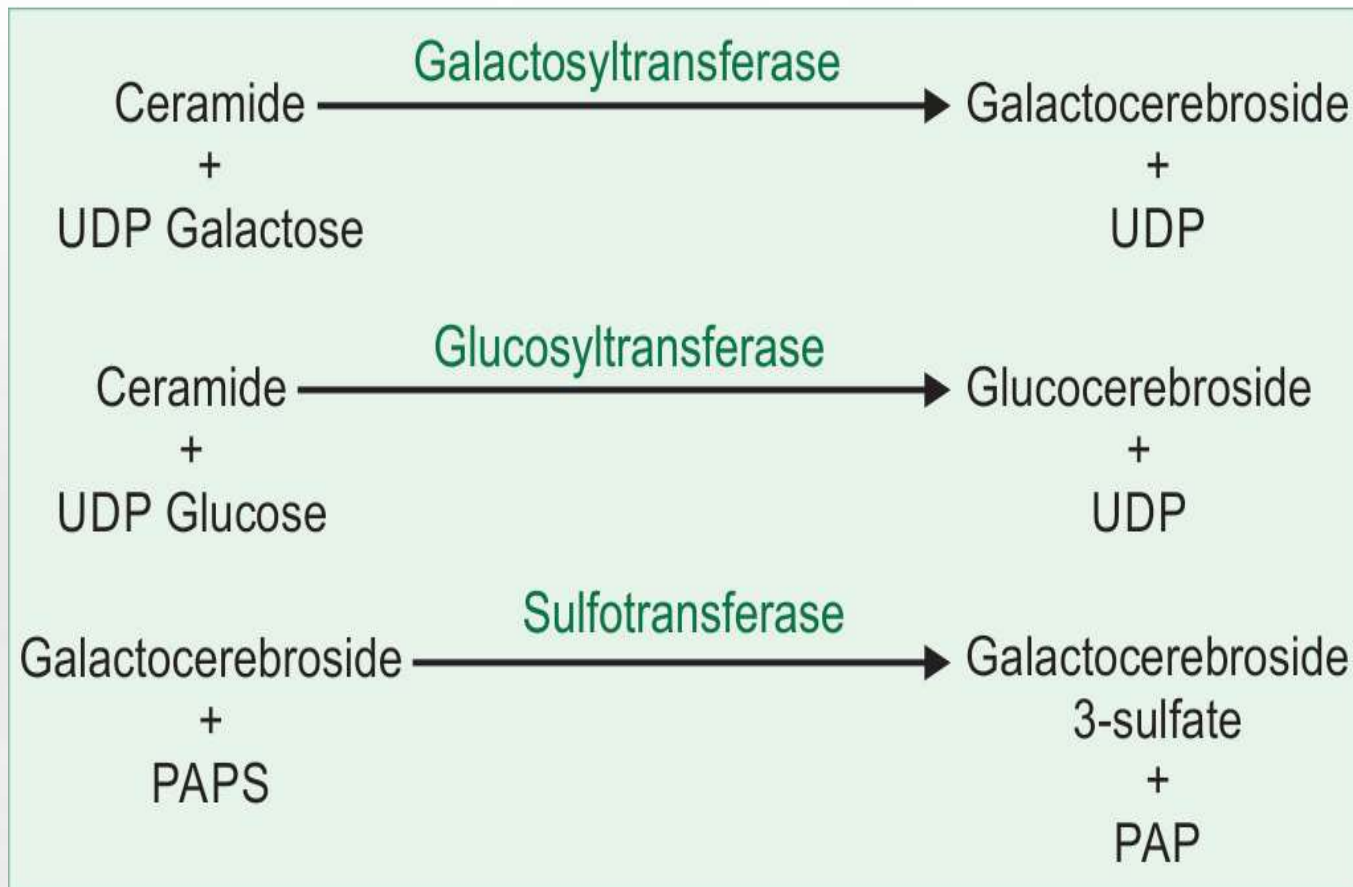 Galactosyltransferase
Ceramide Galactocerebroside
+ +
UDP Galactose UDP
Glucosyltransferase
Ceramide Glucocerebroside
+ +
UDP Glucose UDP
Sulfotransferase
Galactocerebroside Galactocerebroside
+ 3-sulfate
PAPS +
PAP